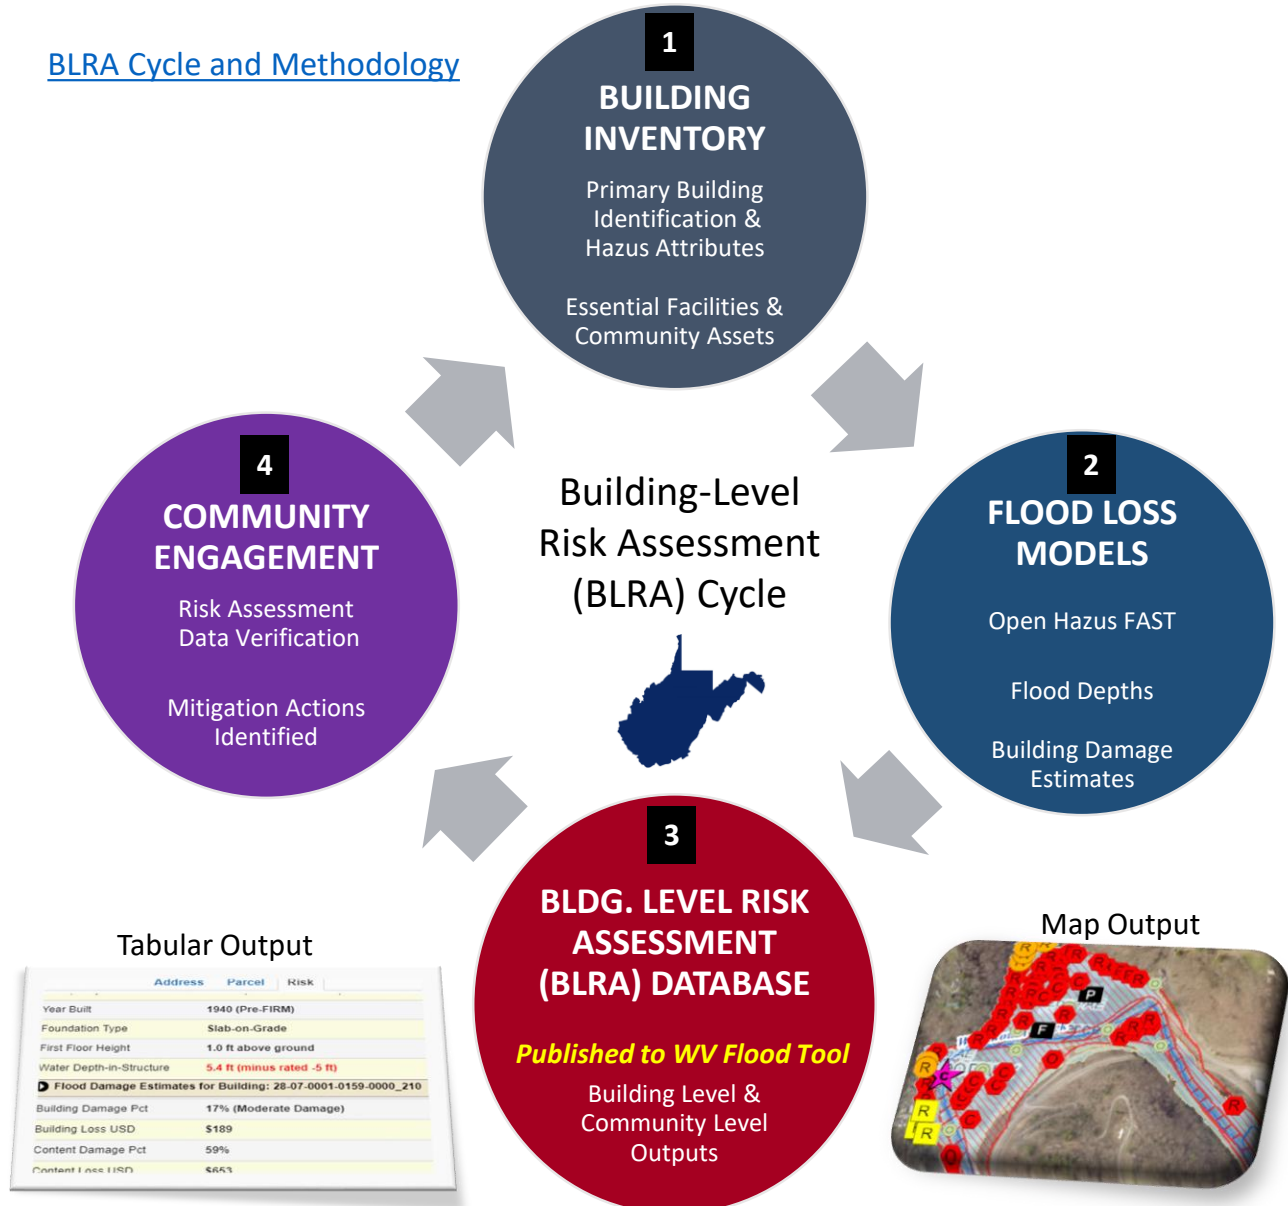 BLRA Cycle and Methodology
1
BUILDING
INVENTORY
Primary Building
Identification &
Hazus Attributes
Essential Facilities &
Community Assets
2
FLOOD LOSS
MODELS
Open Hazus FAST
Flood Depths
Building Damage
Estimates
3
BLDG. LEVEL RISK
ASSESSMENT
(BLRA) DATABASE
Published to WV Flood Tool
Building Level &
Community Level
Outputs
4
COMMUNITY
ENGAGEMENT
Risk Assessment
Data Verification
Mitigation Actions
Identified
Building-Level
Risk Assessment
(BLRA) Cycle
Tabular Output
Address Parcel Risk
Year Built 1940 (Pre-FIRM)
Foundation Type Slab-on-Grade
First Floor Height 1.0 ft above ground
Water Depth-in-Structure 5.4 ft (minus rated -5 ft)
Flood Damage Estimates for Building: 28-07-0001-0159-0000_210
Building Damage Pct 17% (Moderate Damage)
Building Loss USD $189
Content Damage Pct 59%
Content Loss USD $653
Map Output
P
F
C
R
R
R